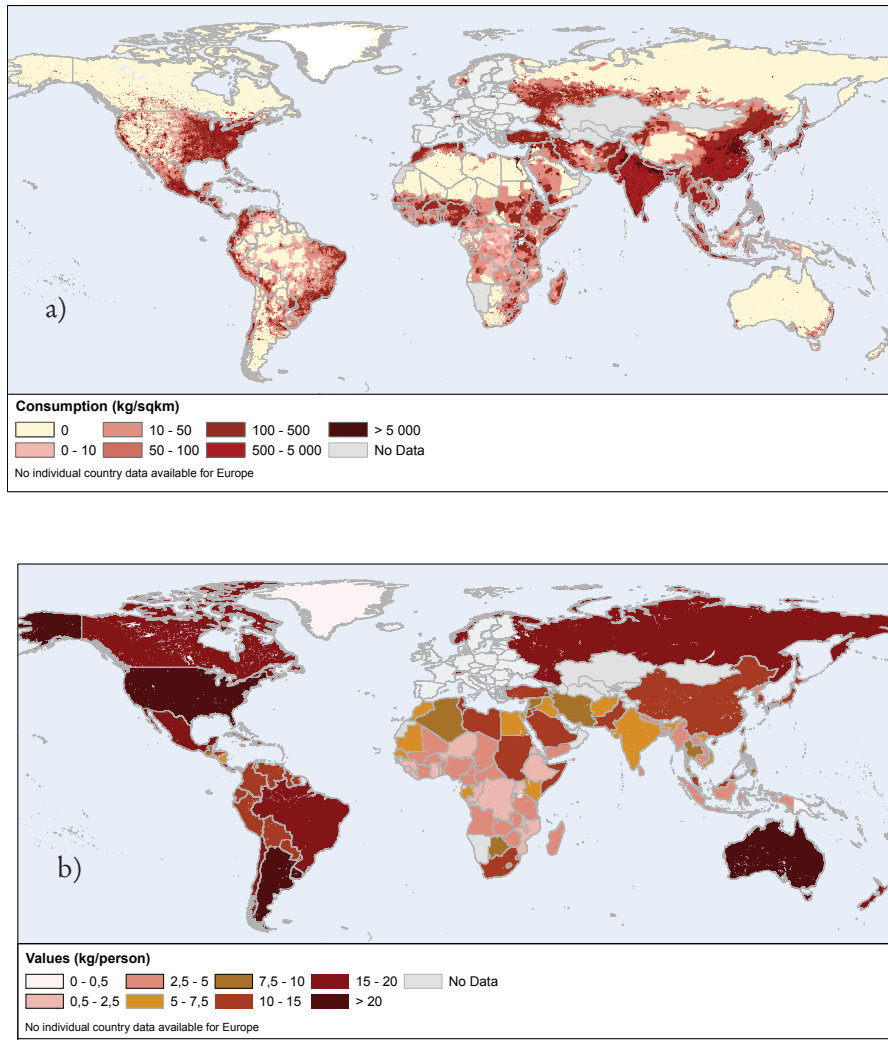 a)
Consumption (kg/sqkm)
0 10 - 50 100 - 500 > 5 000
0 - 10 50 - 100 500 - 5 000 No Data
No individual country data available for Europe
b)
Values (kg/person)
0 - 0,5 2,5 - 5 7,5 - 10 15 - 20 No Data
0,5 - 2,5 5 - 7,5 10 - 15 > 20
No individual country data available for Europe